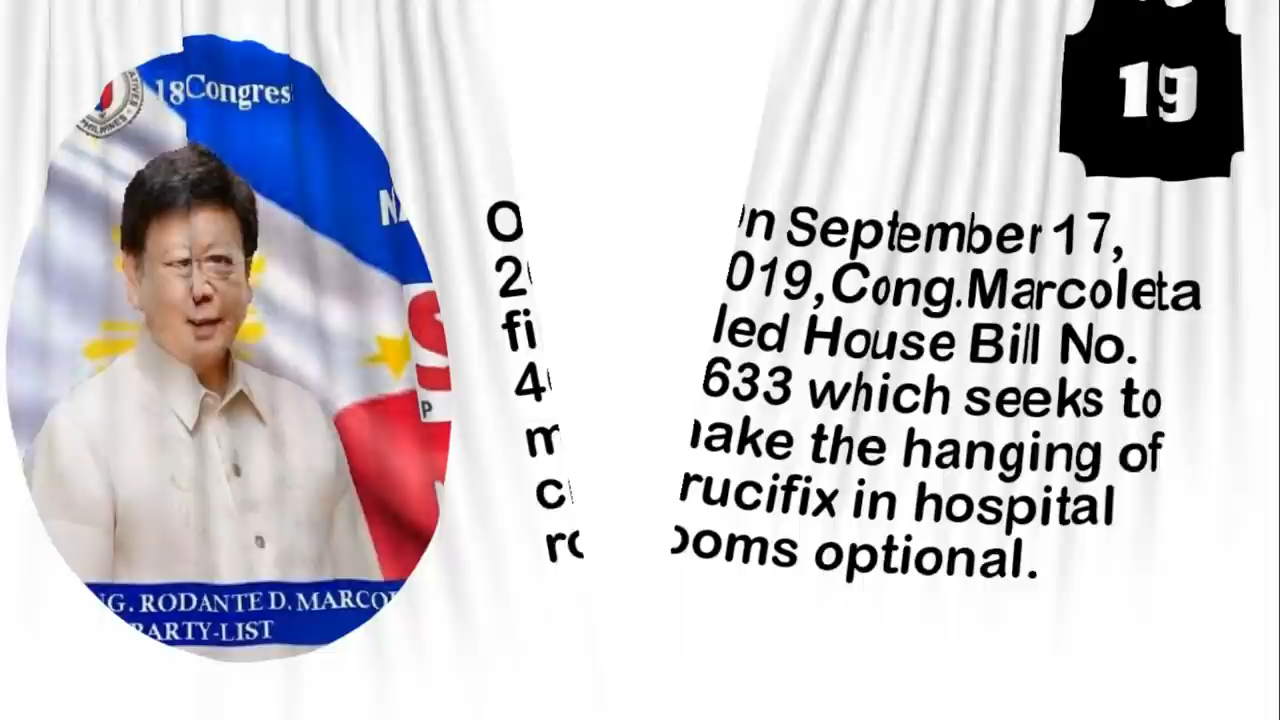 18Congres
19
On September 17,
2019,Cong.Marcoleta
filed House Bill No.
4633 which seeks to
make the hanging of
crucifix in hospital
rooms optional.
NG. RODANTE D. MARCO
PARTY-LIST